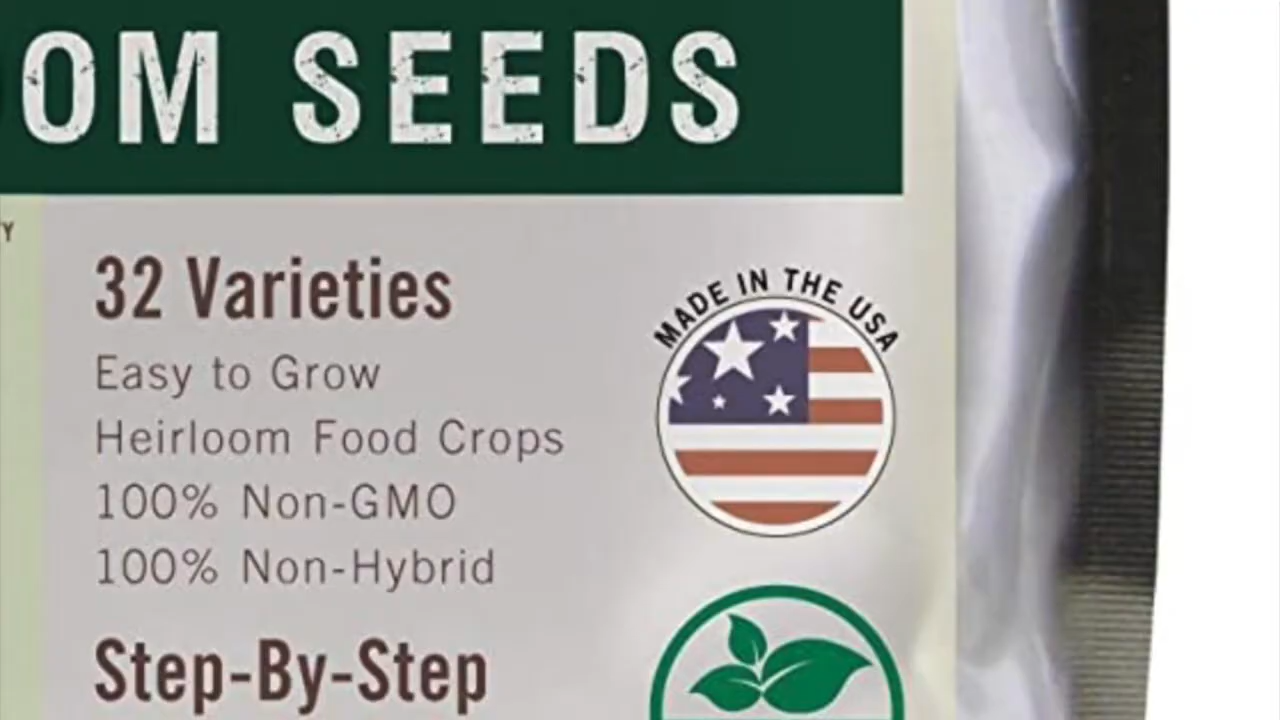 OM SEEDS
Y
32 Varieties
Easy to Grow
Heirloom Food Crops
100% Non-GMO
100% Non-Hybrid
MADE IN THE USA
Step-By-Step